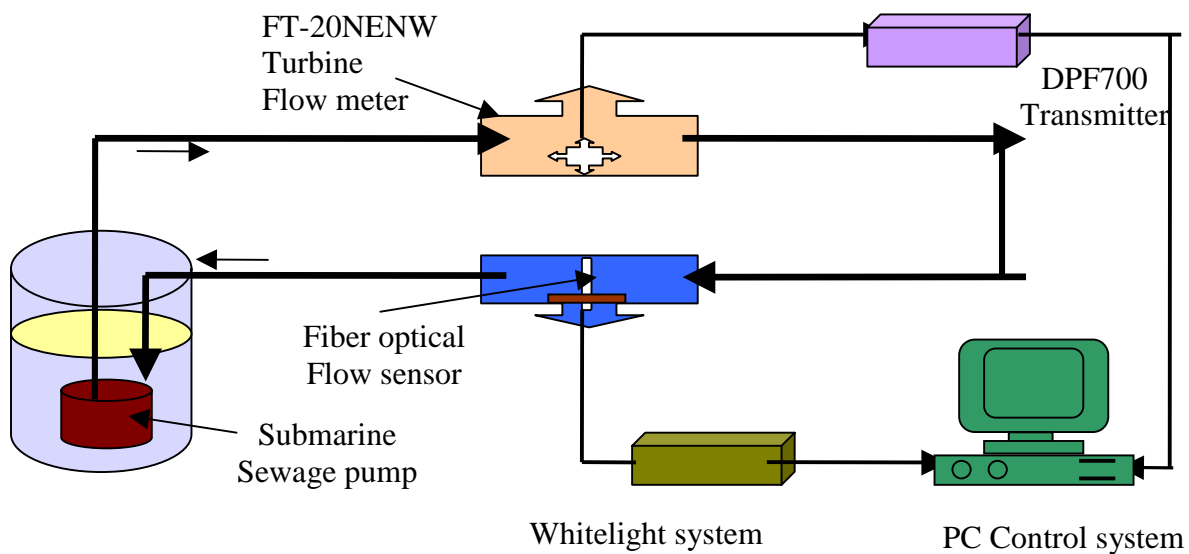 FT-20NENW
Turbine
Flow meter
DPF700
Transmitter
Fiber optical
Flow sensor
Submarine
Sewage pump
Whitelight system
PC Control system